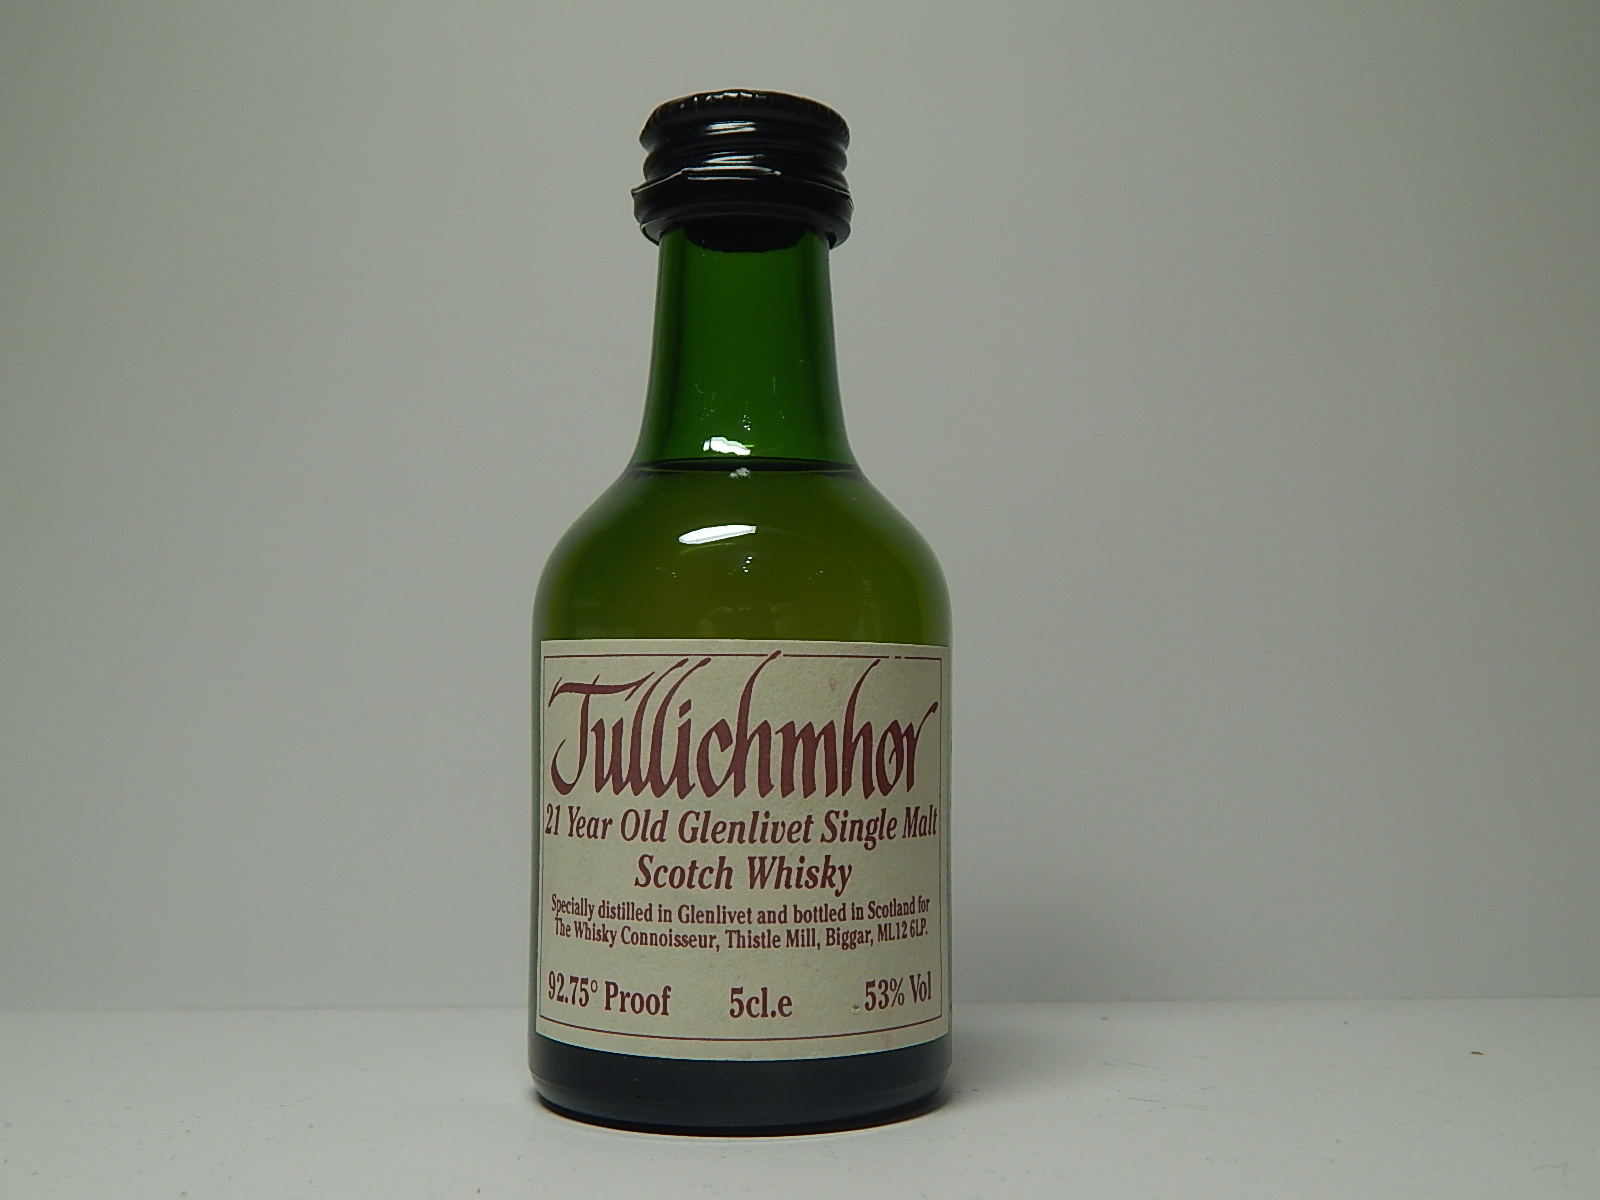 Tullichmhor
21 Year Old Glenlivet Single Malt
Scotch Whisky
Specially distilled in Glenlivet and bottled in Scotland for
The Whisky Connoisseur, Thistle Mill, Biggar, ML12 6LP.
92.75° Proof 5cl.e 53% Vol